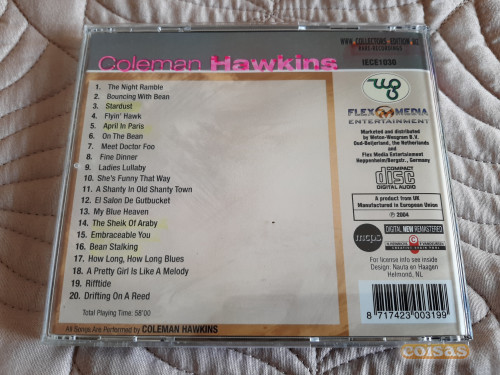 Coleman Hawkins
IECE1030
1. The Night Ramble
2. Bouncing With Bean
3. Stardust
4. Flyin' Hawk
5. April In Paris
6. On The Bean
7. Meet Doctor Foo
8. Fine Dinner
9. Ladies Lullaby
10. She's Funny That Way
11. A Shanty In Old Shanty Town
12. El Salon De Gutbucket
13. My Blue Heaven
14. The Sheik Of Araby
15. Embraceable You
16. Bean Stalking
17. How Long, How Long Blues
18. A Pretty Girl Is Like A Melody
19. Rifftide
20. Drifting On A Reed
Total Playing Time: 58'00
All Songs Are Performed by COLEMAN HAWKINS
FLEX MEDIA
ENTERTAINMENT
Marketed and distributed
by Weton-Wesgram B.V.
Oud-Beijerland, the Netherlands
and
Flex Media Entertainment
Heppenheim/Bergstr., Germany
COMPACT
disc
DIGITAL AUDIO
A product from UK
Manufactured in European Union
℗ 2004
mcps
DIGITAL NEW REMASTERED
For license info see inside
Design: Nauta en Haagen
Helmond, NL
8 717423 003199
coisas